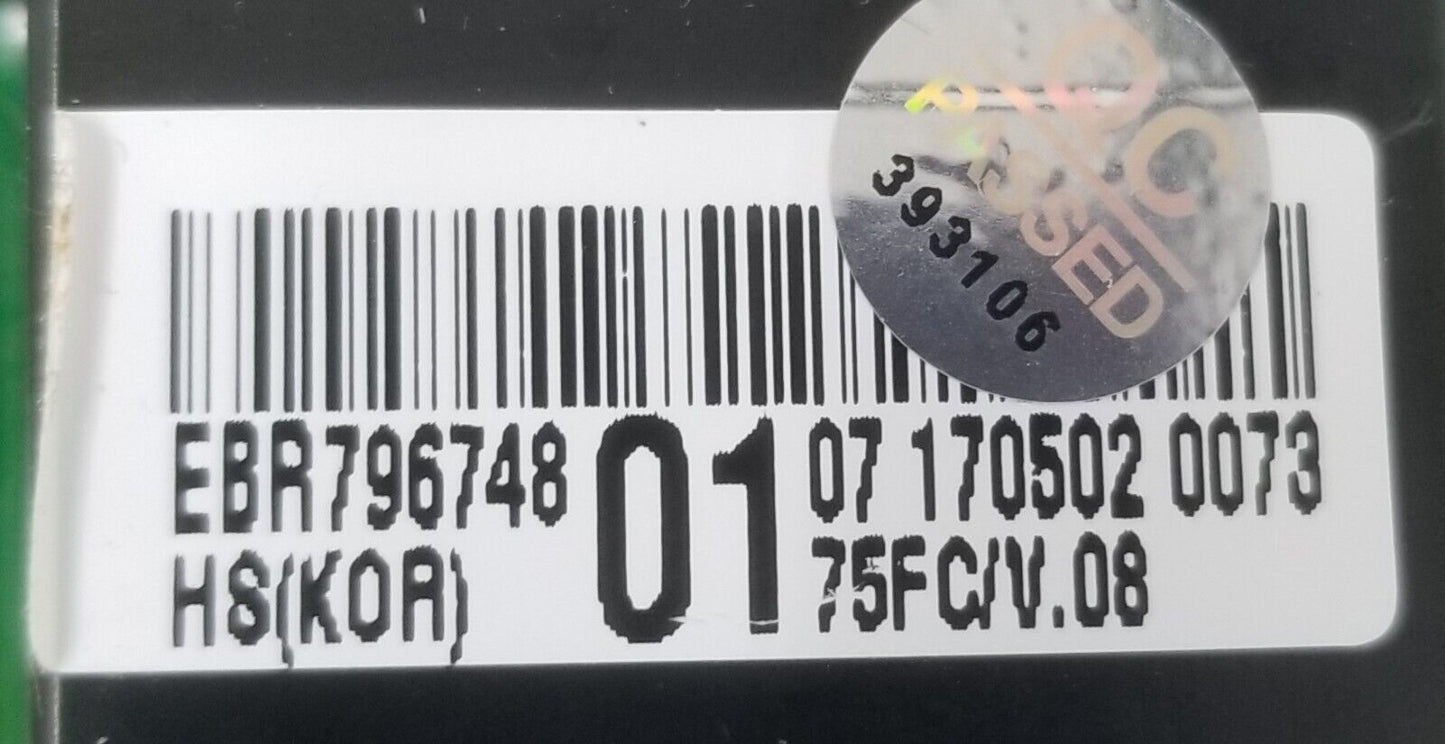 QC
PASSED
393106
EBR796748 01 07 170502 0073
HS(KOR) 75FC/V.08